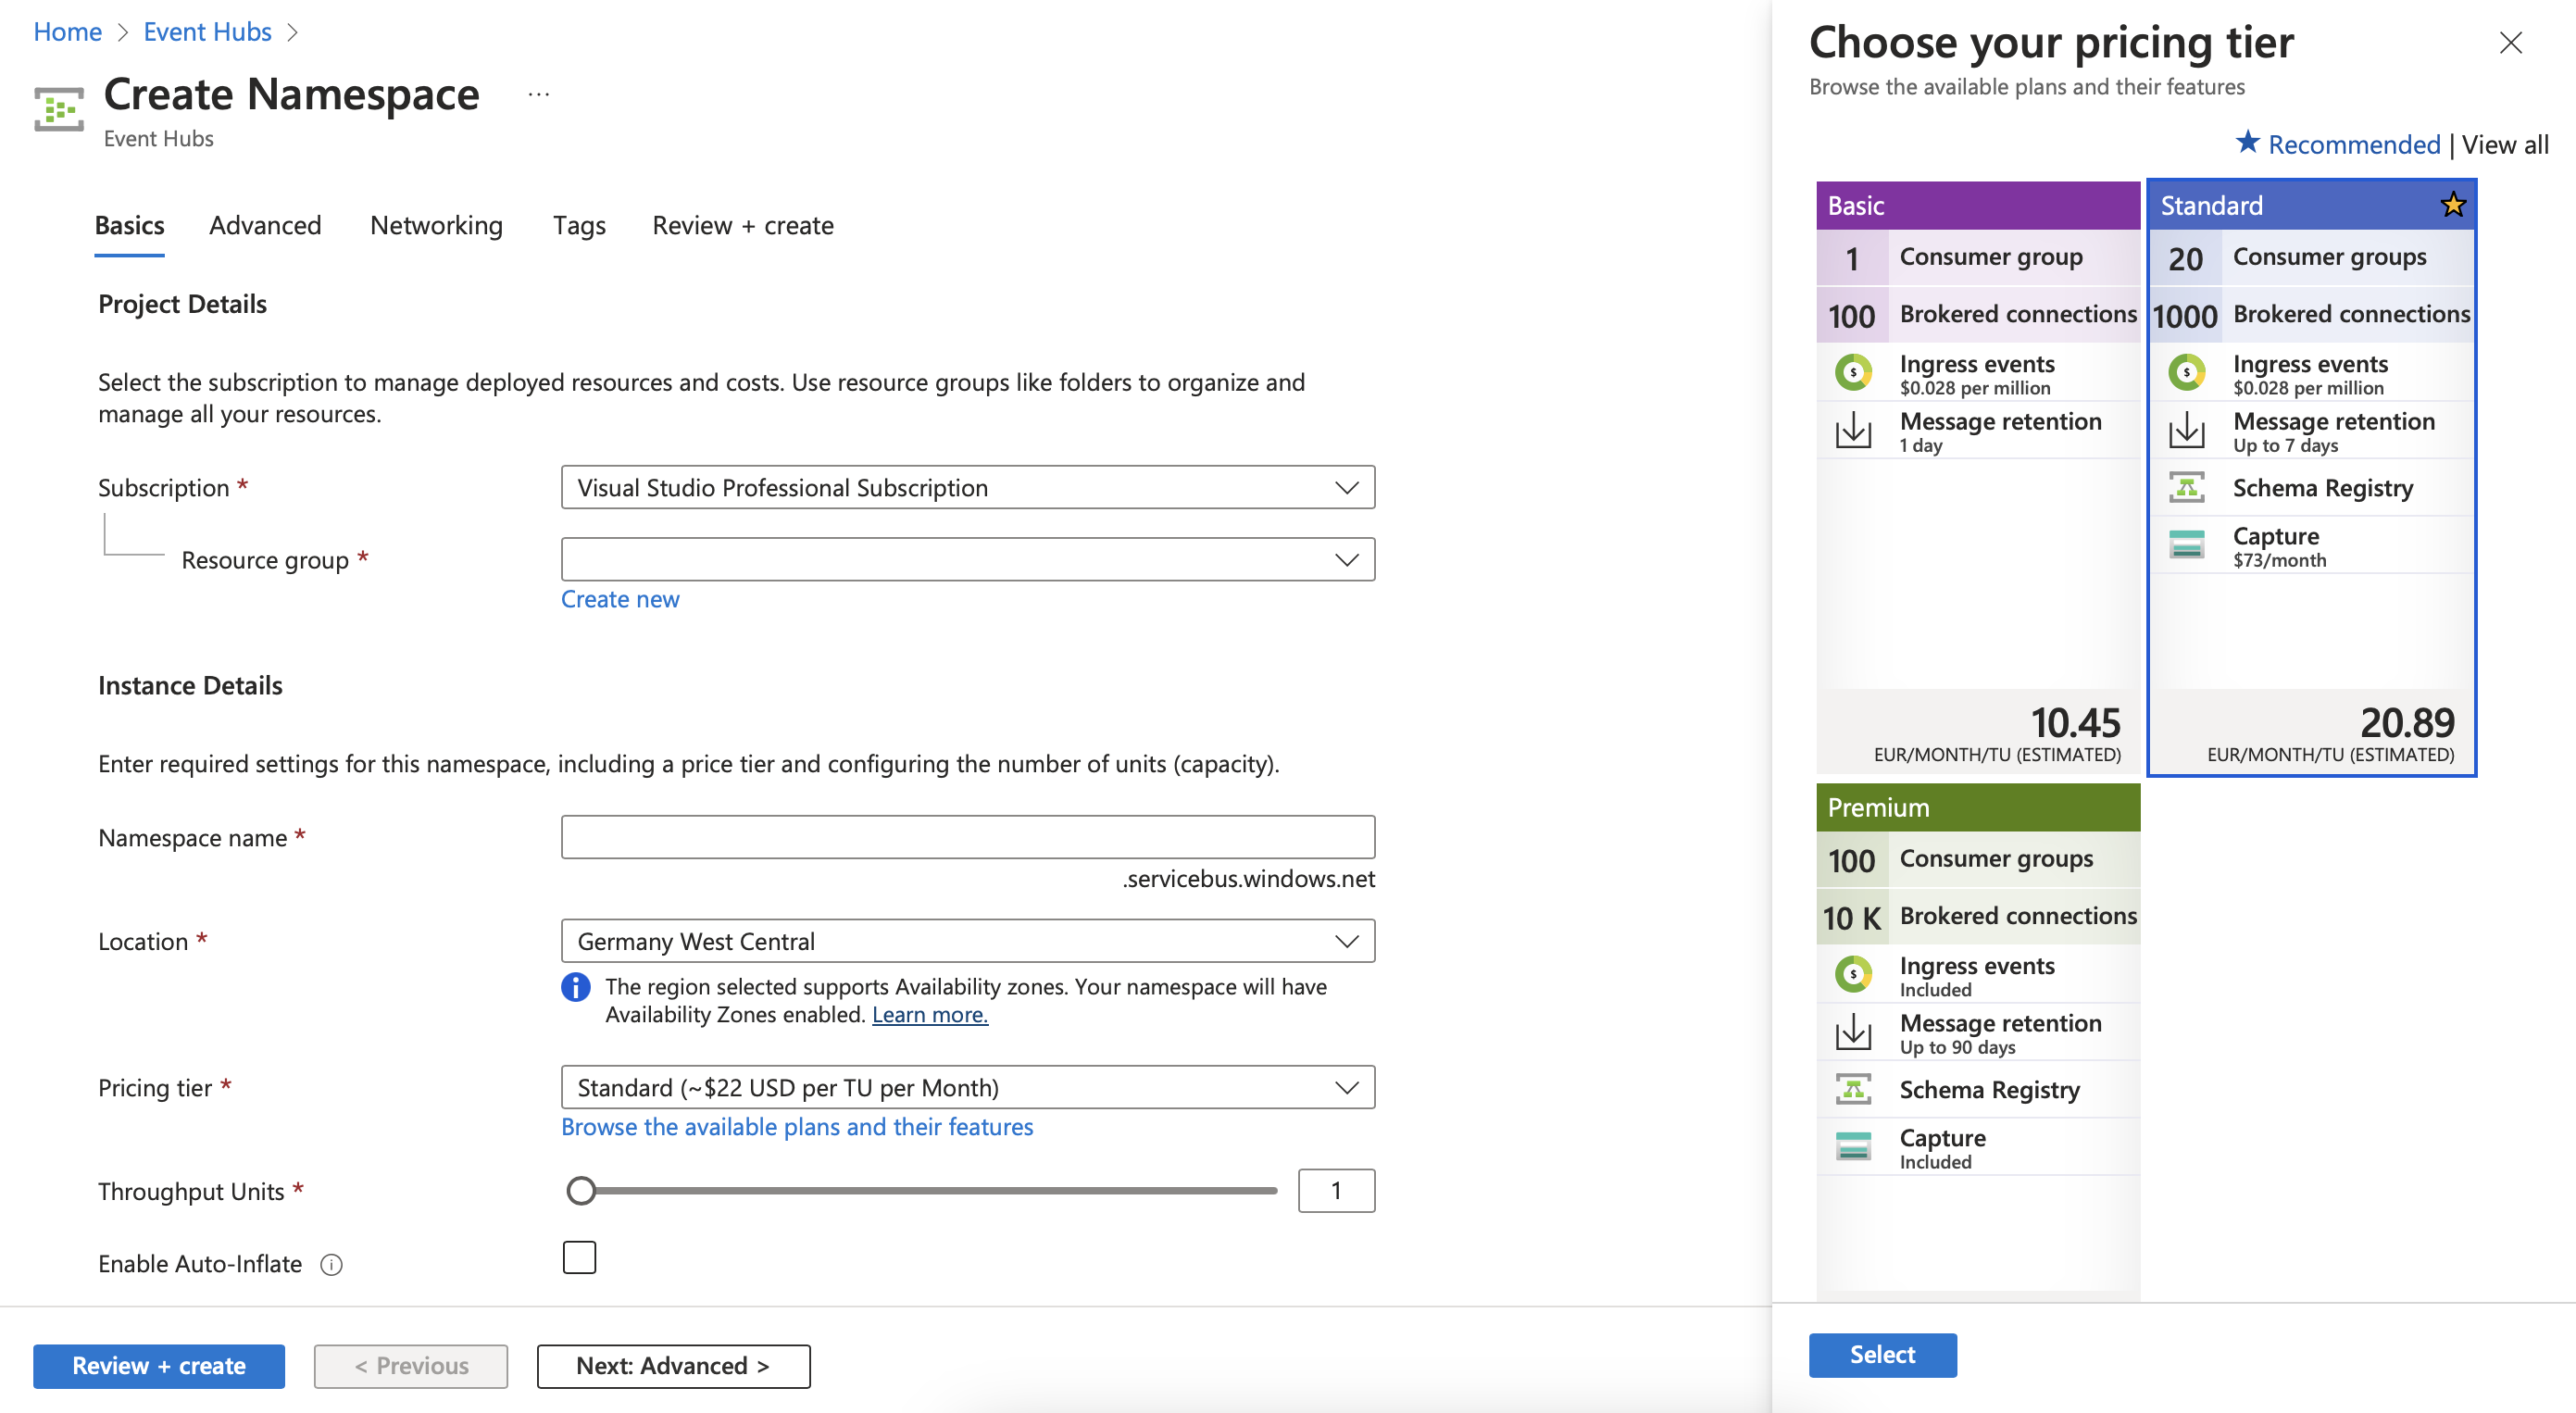 Home > Event Hubs >
Create Namespace ...
Event Hubs
Basics Advanced Networking Tags Review + create
Project Details
Select the subscription to manage deployed resources and costs. Use resource groups like folders to organize and
manage all your resources.
Subscription *
Visual Studio Professional Subscription
Resource group *
Create new
Instance Details
Enter required settings for this namespace, including a price tier and configuring the number of units (capacity).
Namespace name *
.servicebus.windows.net
Location *
Germany West Central
The region selected supports Availability zones. Your namespace will have
Availability Zones enabled. Learn more.
Pricing tier *
Standard (~$22 USD per TU per Month)
Browse the available plans and their features
Throughput Units *
1
Enable Auto-Inflate
Review + create
< Previous
Next: Advanced >
Choose your pricing tier
Browse the available plans and their features
Recommended | View all
Basic
1 Consumer group
100 Brokered connections
Ingress events
$0.028 per million
Message retention
1 day
10.45
EUR/MONTH/TU (ESTIMATED)
Standard
20 Consumer groups
1000 Brokered connections
Ingress events
$0.028 per million
Message retention
Up to 7 days
Schema Registry
Capture
$73/month
20.89
EUR/MONTH/TU (ESTIMATED)
Premium
100 Consumer groups
10 K Brokered connections
Ingress events
Included
Message retention
Up to 90 days
Schema Registry
Capture
Included
Select